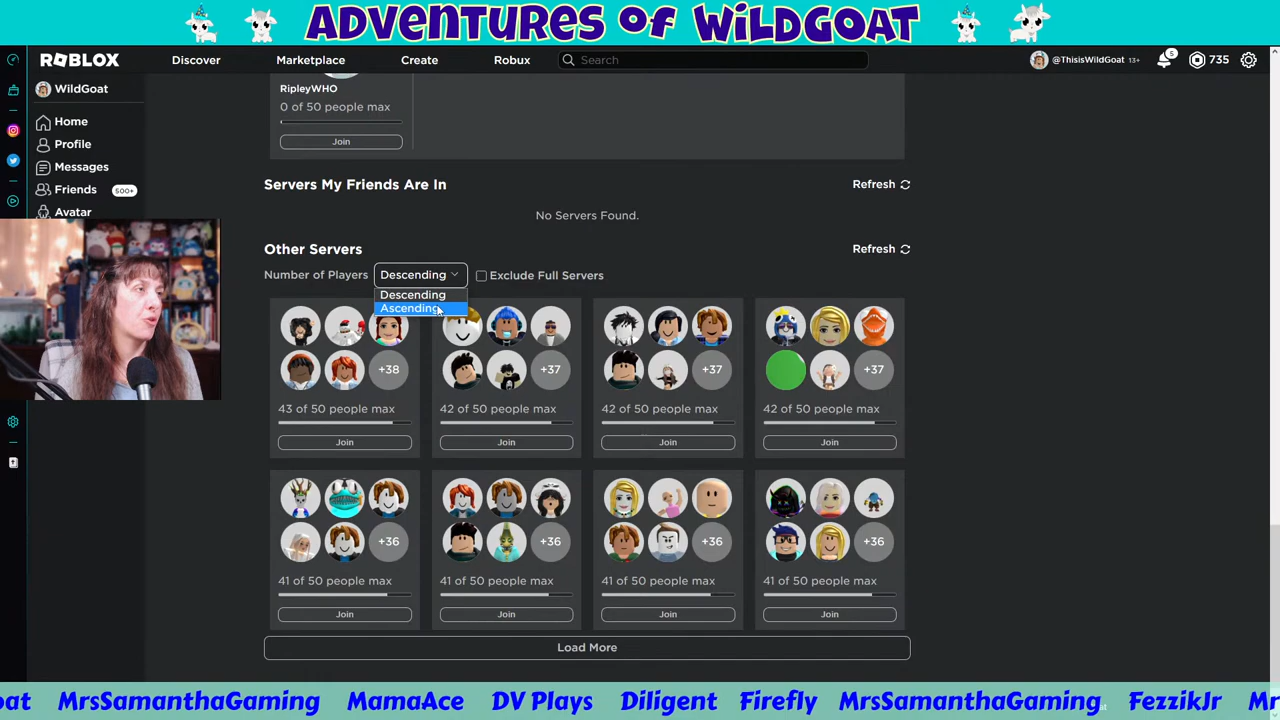 ADVENTURES OF WILDGOAT
ROBLOX
Discover
Marketplace
Create
Robux
Search
@ThisisWildGoat 13+
5
735
WildGoat
Home
Profile
Messages
Friends
500+
Avatar
RipleyWHO
0 of 50 people max
Join
Servers My Friends Are In
Refresh
No Servers Found.
Other Servers
Refresh
Number of Players
Descending
Exclude Full Servers
Descending
Ascending
+38
+37
+37
+37
43 of 50 people max
42 of 50 people max
42 of 50 people max
42 of 50 people max
Join
Join
Join
Join
+36
+36
+36
+36
41 of 50 people max
41 of 50 people max
41 of 50 people max
41 of 50 people max
Join
Join
Join
Join
Load More
oat MrsSamanthaGaming MamaAce DV Plays Diligent Firefly MrsSamanthaGaming FezzikJr Mr